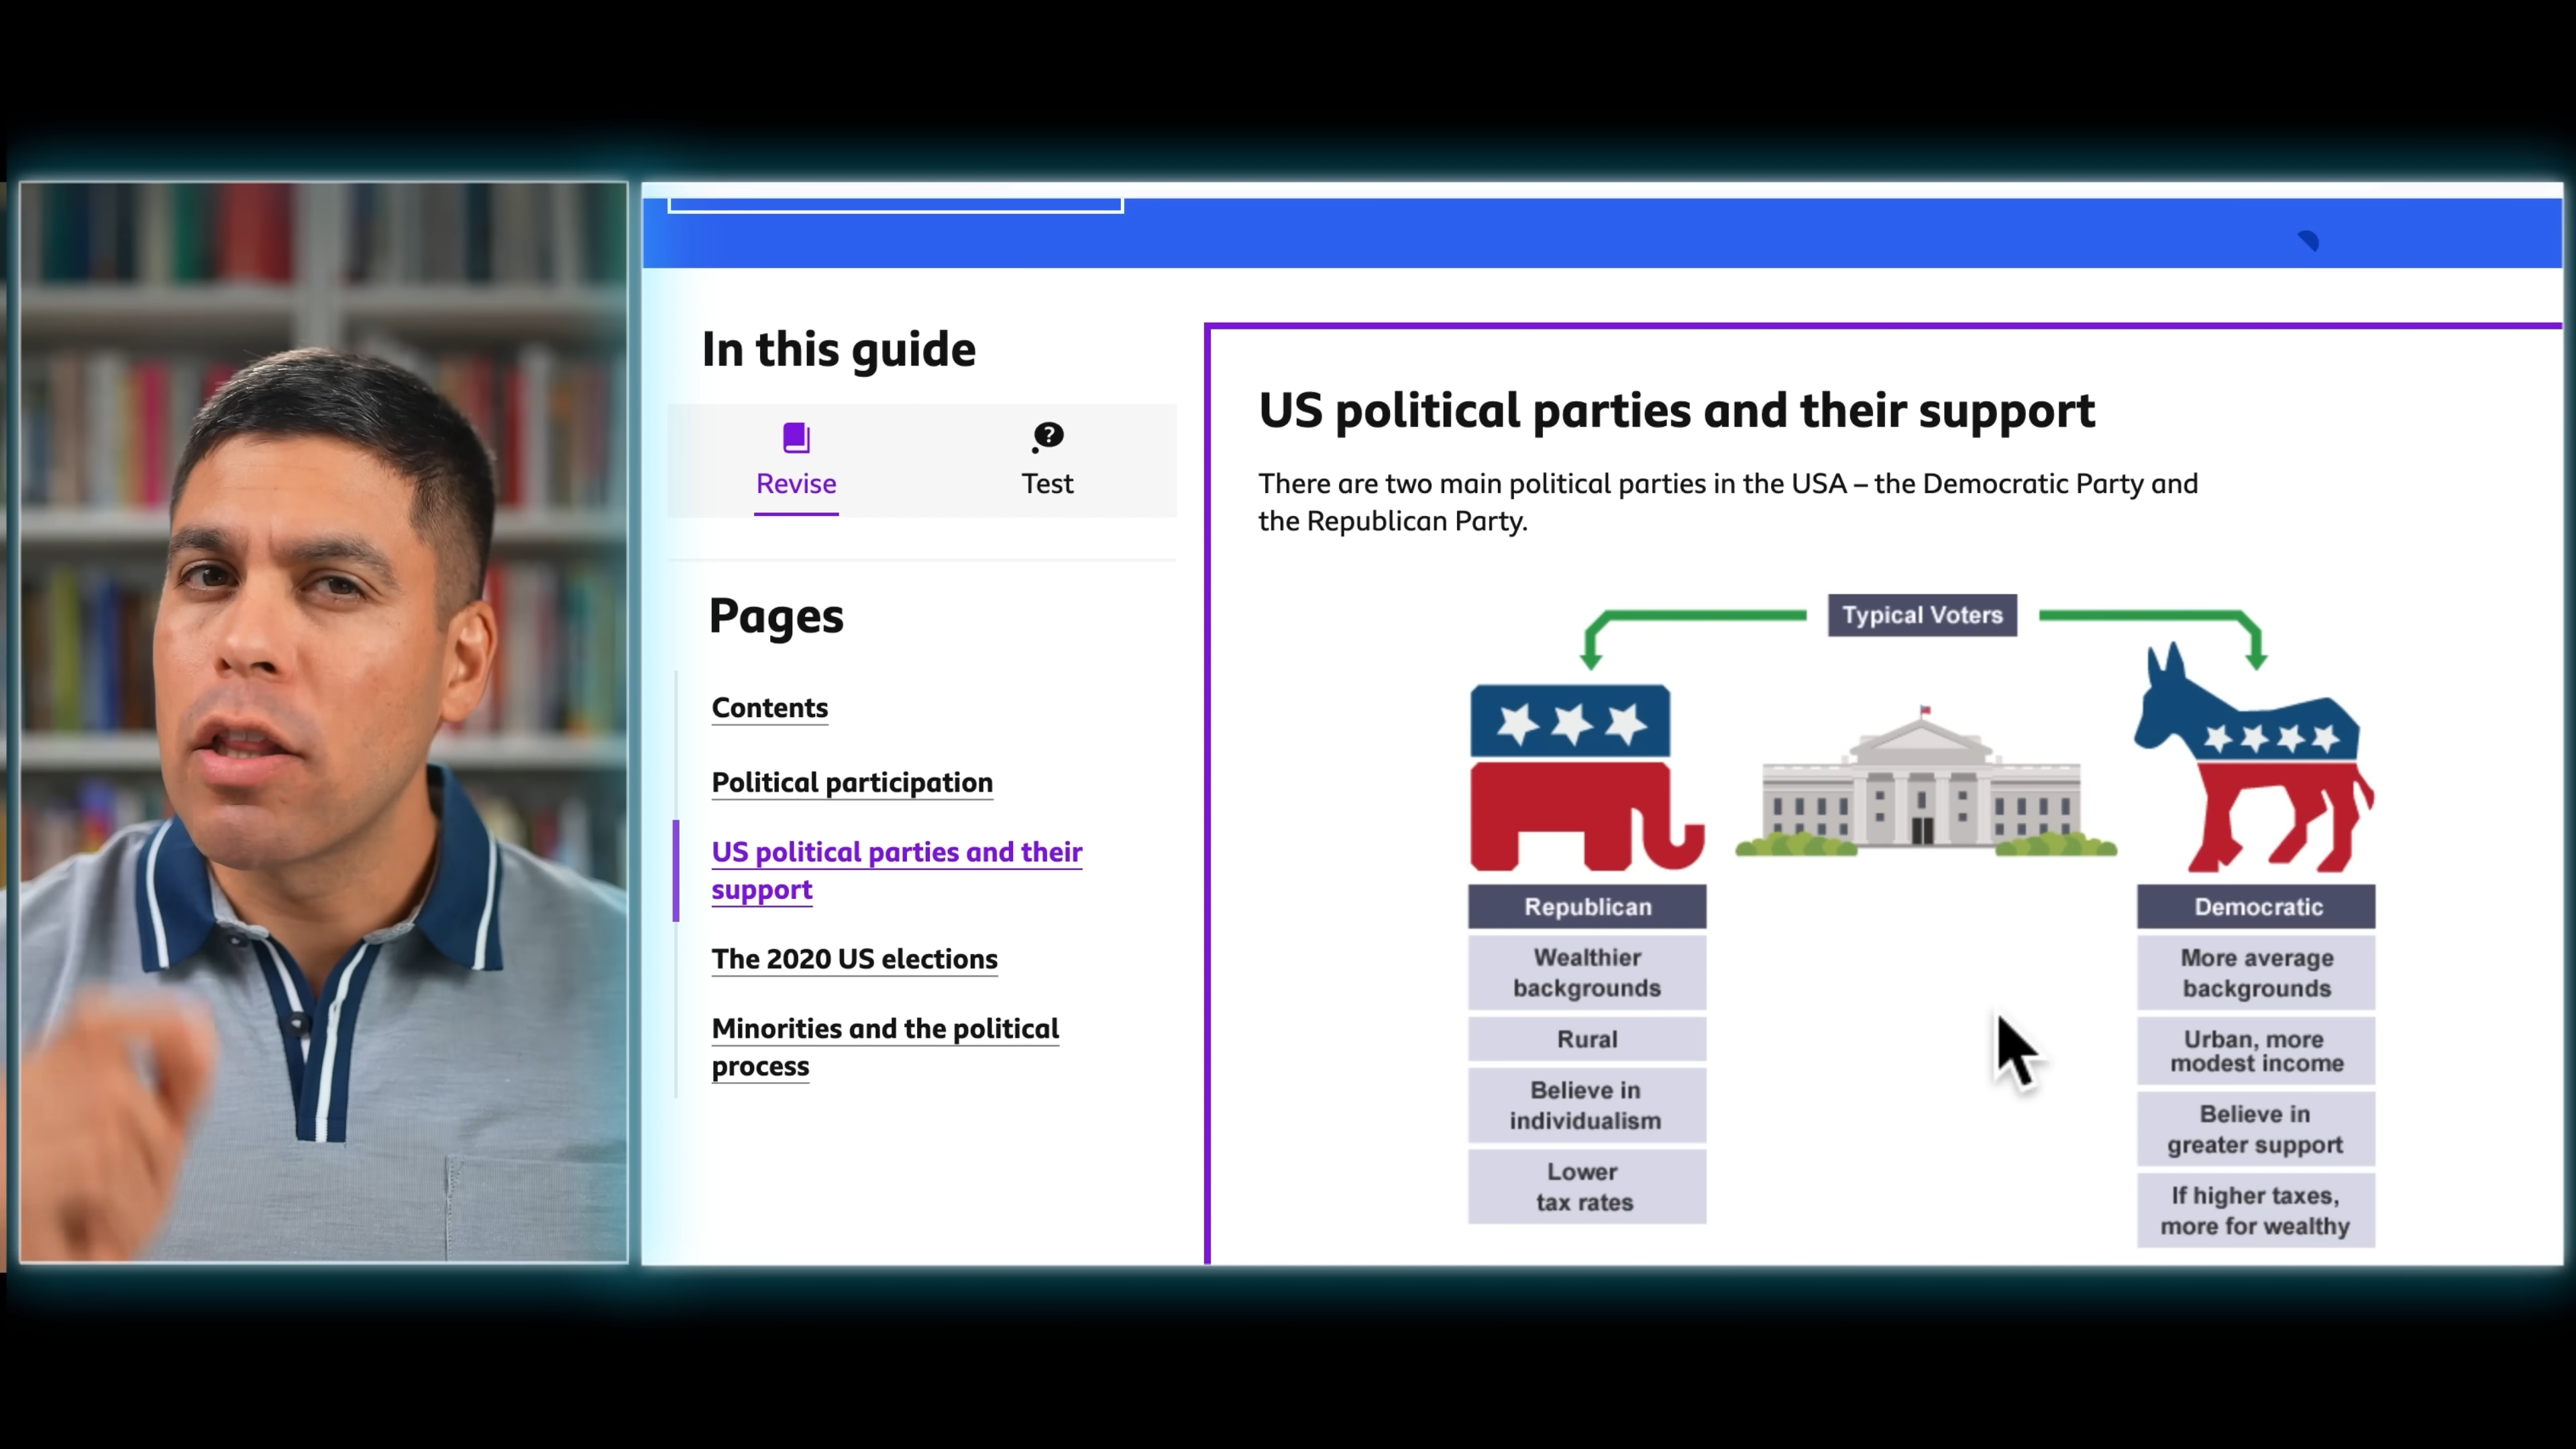 In this guide
Revise
Test
Pages
Contents
Political participation
US political parties and their
support
The 2020 US elections
Minorities and the political
process
US political parties and their support
There are two main political parties in the USA – the Democratic Party and
the Republican Party.
Typical Voters
Republican
Wealthier
backgrounds
Rural
Believe in
individualism
Lower
tax rates
Democratic
More average
backgrounds
Urban, more
modest income
Believe in
greater support
If higher taxes,
more for wealthy